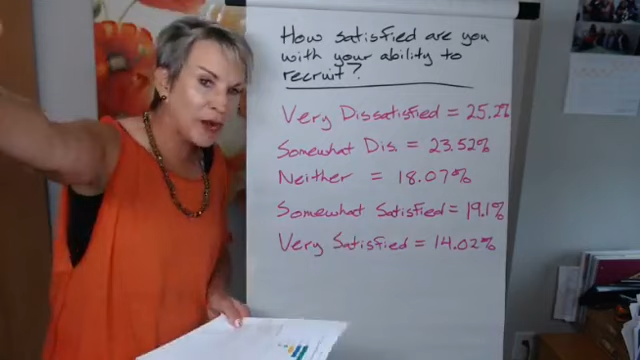 How satisfied are you
with your ability to
recruit?
Very Dissatisfied = 25.2%
Somewhat Dis. = 23.52%
Neither = 18.07%
Somewhat Satisfied = 19.1%
Very Satisfied = 14.02%